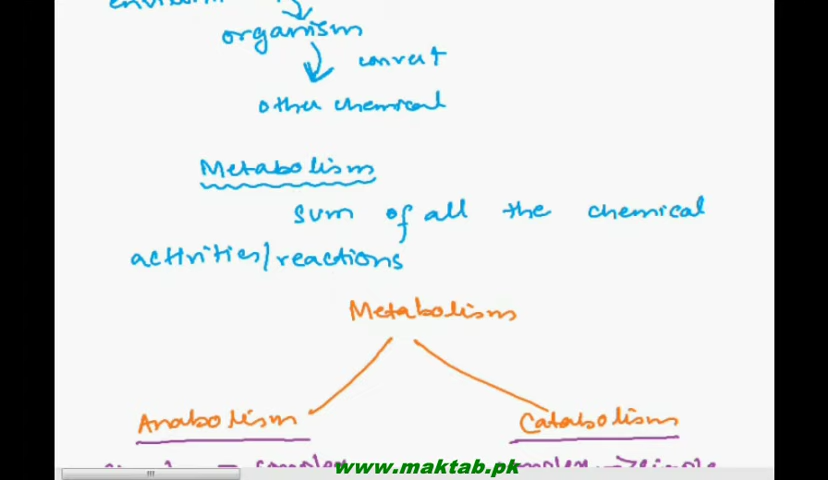 organism
convert
other chemical
Metabolism
sum of all the chemical
activities/reactions
Metabolism
Anabolism Catabolism
www.maktab.pk